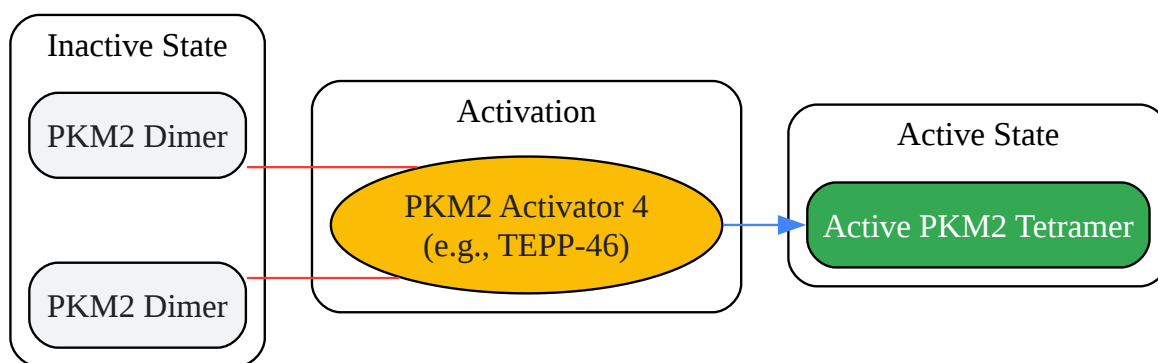 Inactive State
PKM2 Dimer
PKM2 Dimer
Activation
PKM2 Activator 4
(e.g., TEPP-46)
Active State
Active PKM2 Tetramer